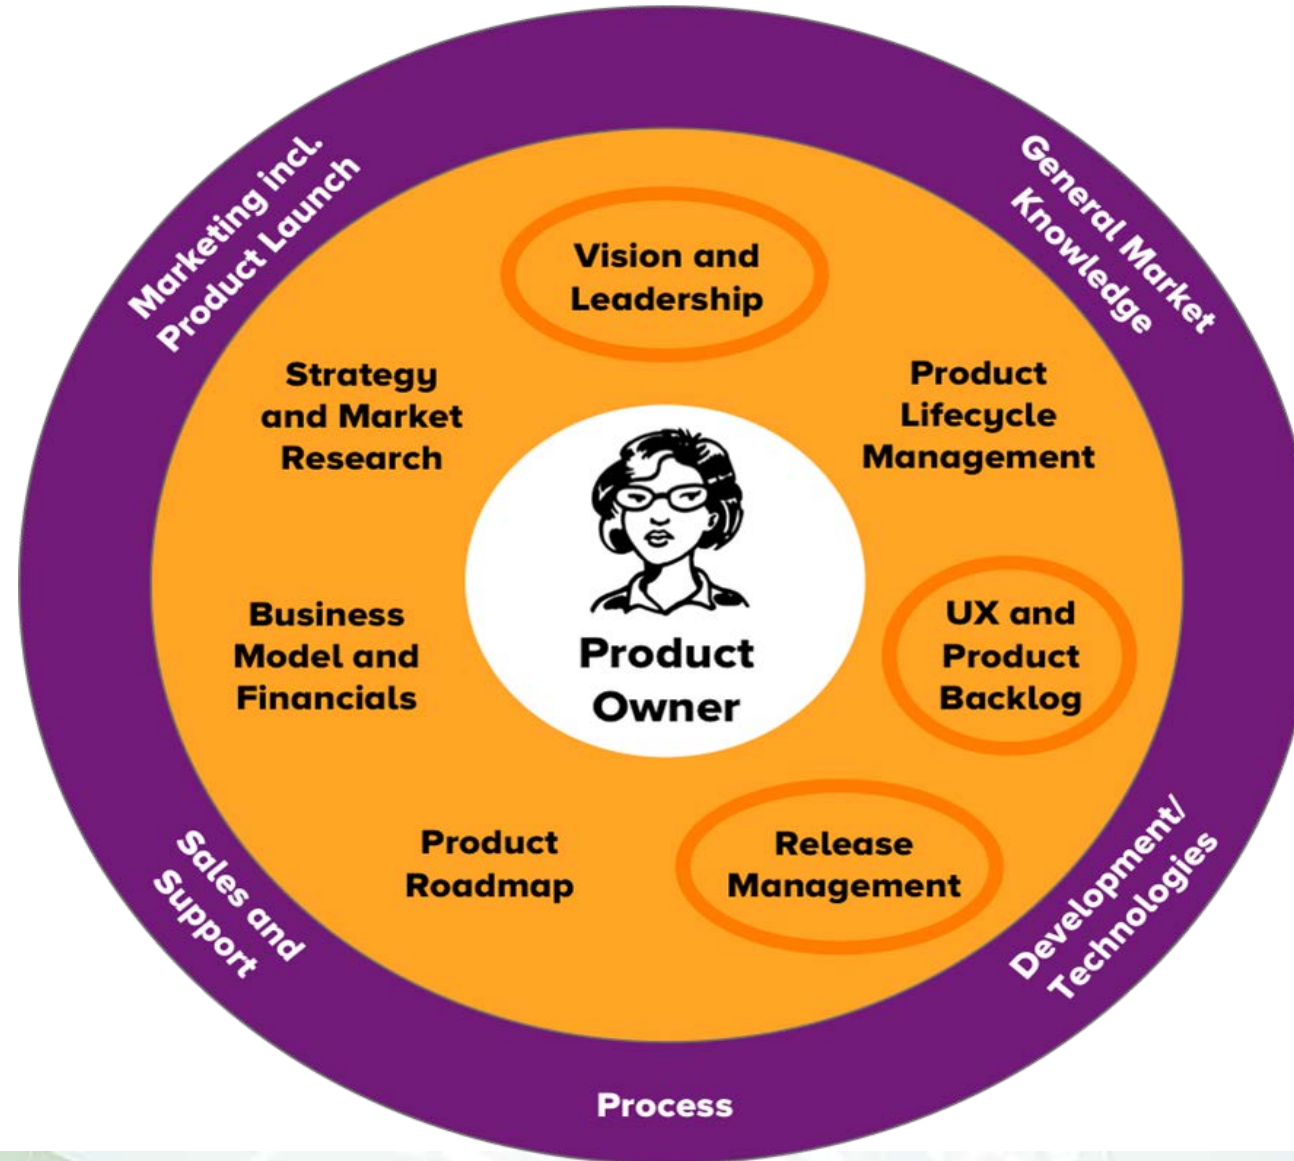 Marketing incl.
Product Launch
General Market
Knowledge
Vision and
Leadership
Strategy
and Market
Research
Product
Lifecycle
Management
Business
Model and
Financials
Product
Owner
UX and
Product
Backlog
Product
Roadmap
Release
Management
Sales and
Support
Development/
Technologies
Process